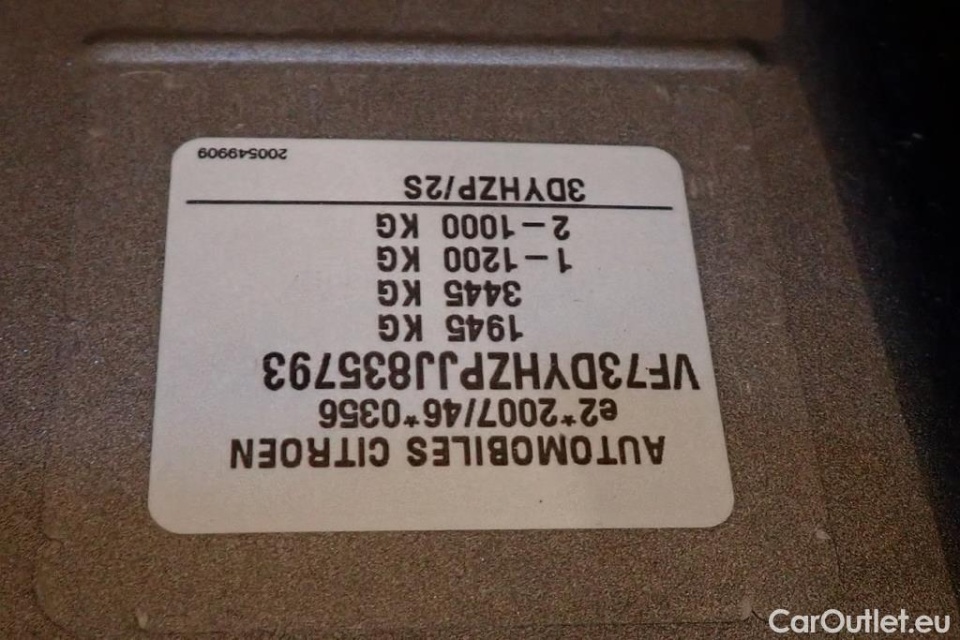 AUTOMOBILES CITROEN
e2*2007/46*0356
VF73DYHZPJJ835793
1945 KG
3445 KG
1-1200 KG
2-1000 KG
3DYHZP/2S
200549909
CarOutlet.eu